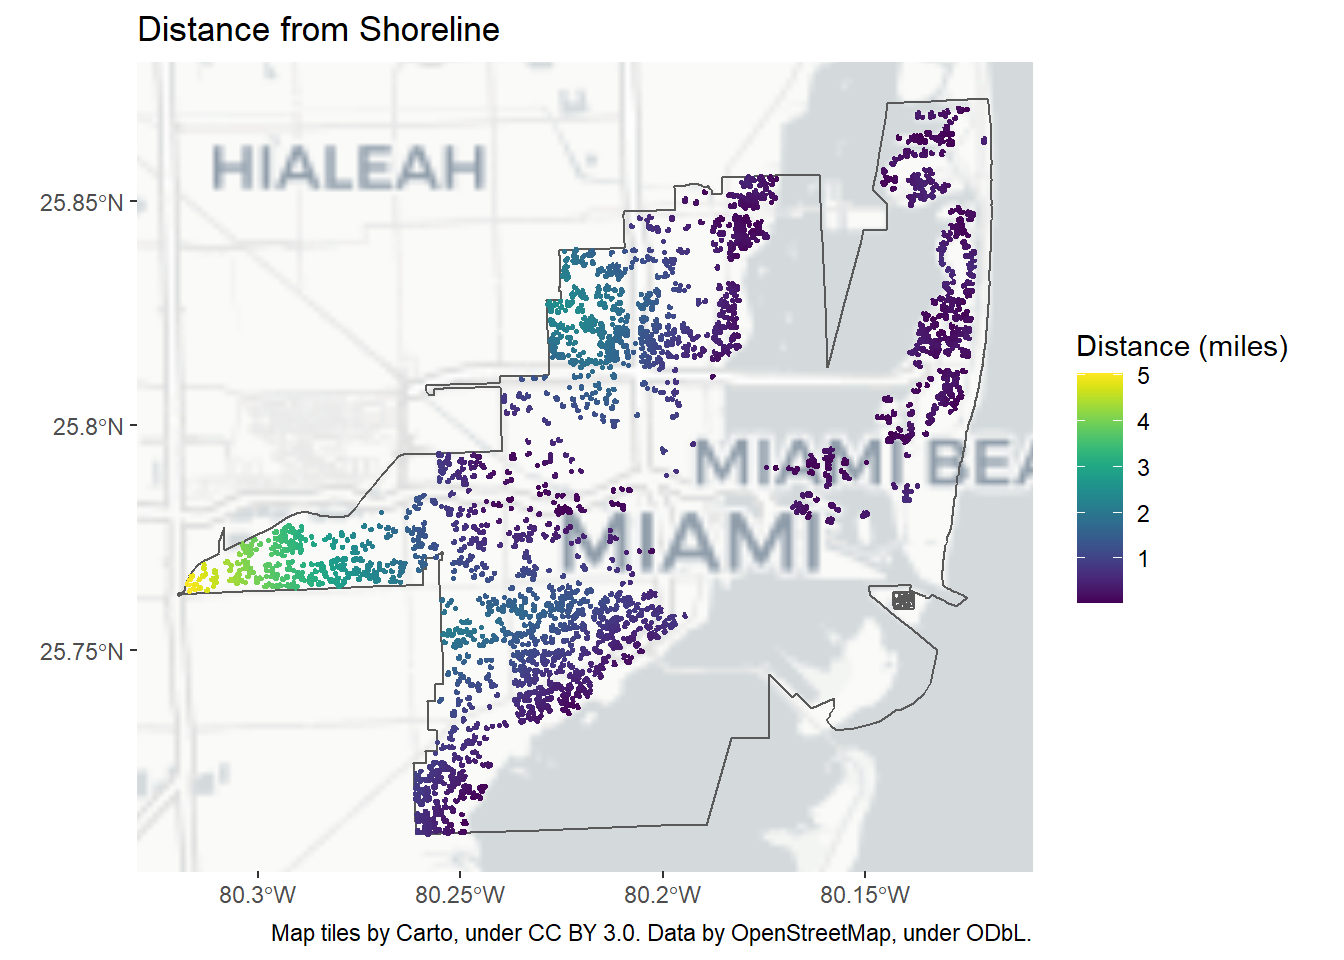 Distance from Shoreline
HIALEAH
25.85°N
25.8°N
25.75°N
MIAMI BEA
MIAMI
80.3°W
80.25°W
80.2°W
80.15°W
Distance (miles)
5
4
3
2
1
Map tiles by Carto, under CC BY 3.0. Data by OpenStreetMap, under ODbL.